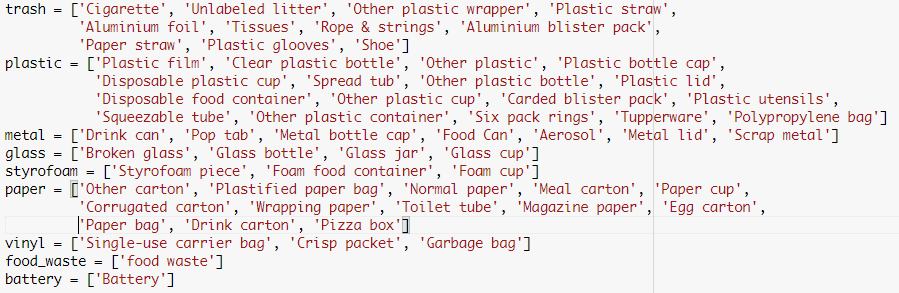 trash = ['Cigarette', 'Unlabeled litter', 'Other plastic wrapper', 'Plastic straw',
'Aluminium foil', 'Tissues', 'Rope & strings', 'Aluminium blister pack',
'Paper straw', 'Plastic glooves', 'Shoe']
plastic = ['Plastic film', 'Clear plastic bottle', 'Other plastic', 'Plastic bottle cap',
'Disposable plastic cup', 'Spread tub', 'Other plastic bottle', 'Plastic lid',
'Disposable food container', 'Other plastic cup', 'Carded blister pack', 'Plastic utensils',
'Squeezable tube', 'Other plastic container', 'Six pack rings', 'Tupperware', 'Polypropylene bag']
metal = ['Drink can', 'Pop tab', 'Metal bottle cap', 'Food Can', 'Aerosol', 'Metal lid', 'Scrap metal']
glass = ['Broken glass', 'Glass bottle', 'Glass jar', 'Glass cup']
styrofoam = ['Styrofoam piece', 'Foam food container', 'Foam cup']
paper = ['Other carton', 'Plastified paper bag', 'Normal paper', 'Meal carton', 'Paper cup',
'Corrugated carton', 'Wrapping paper', 'Toilet tube', 'Magazine paper', 'Egg carton',
'Paper bag', 'Drink carton', 'Pizza box']
vinyl = ['Single-use carrier bag', 'Crisp packet', 'Garbage bag']
food_waste = ['food waste']
battery = ['Battery']